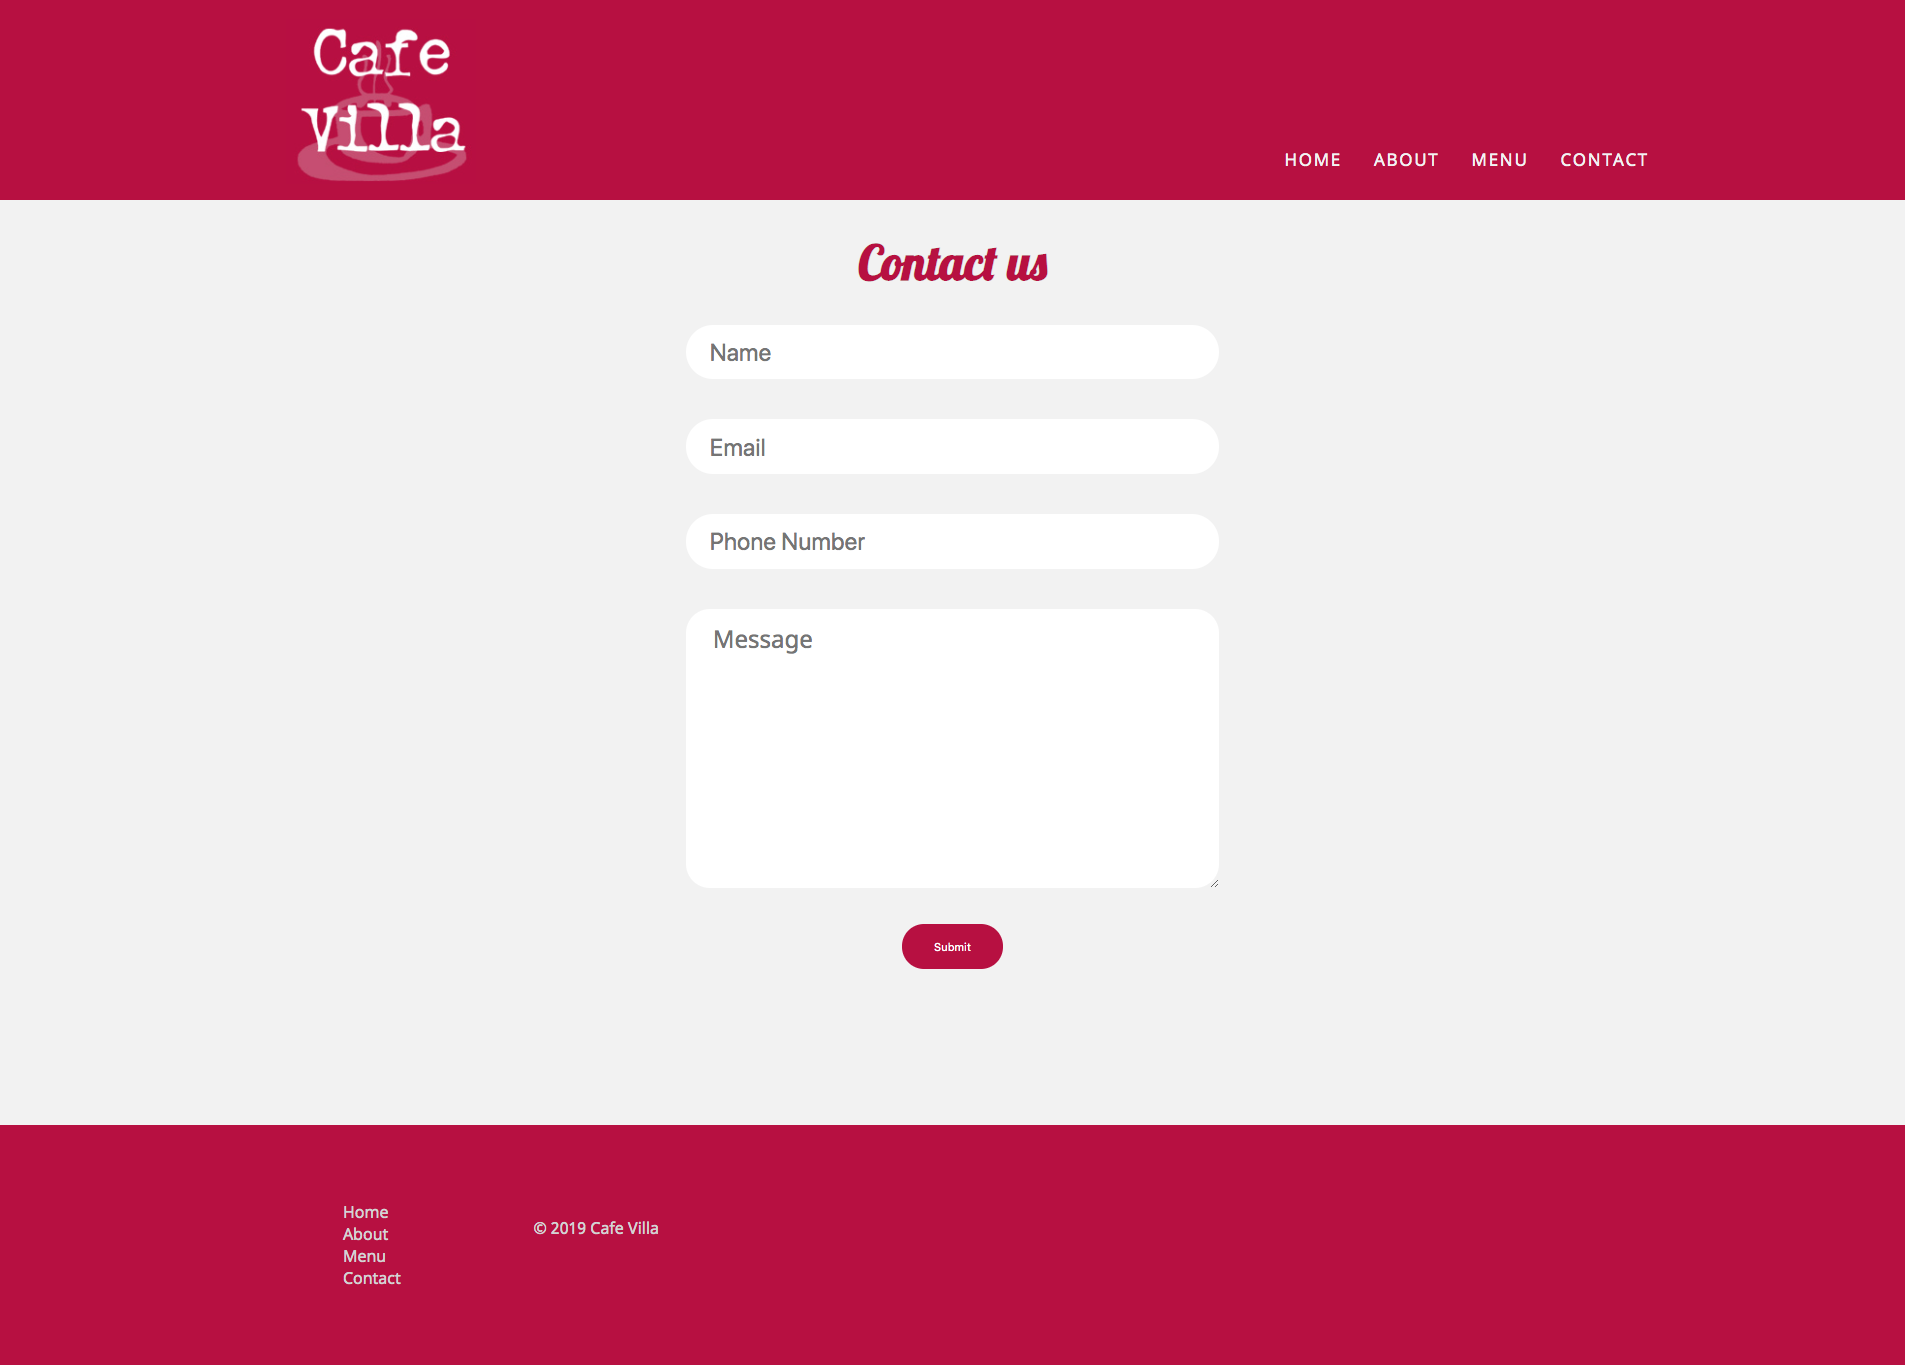 Cafe
Villa
HOME ABOUT MENU CONTACT
Contact us
Name
Email
Phone Number
Message
Submit
Home
About
Menu
Contact
© 2019 Cafe Villa